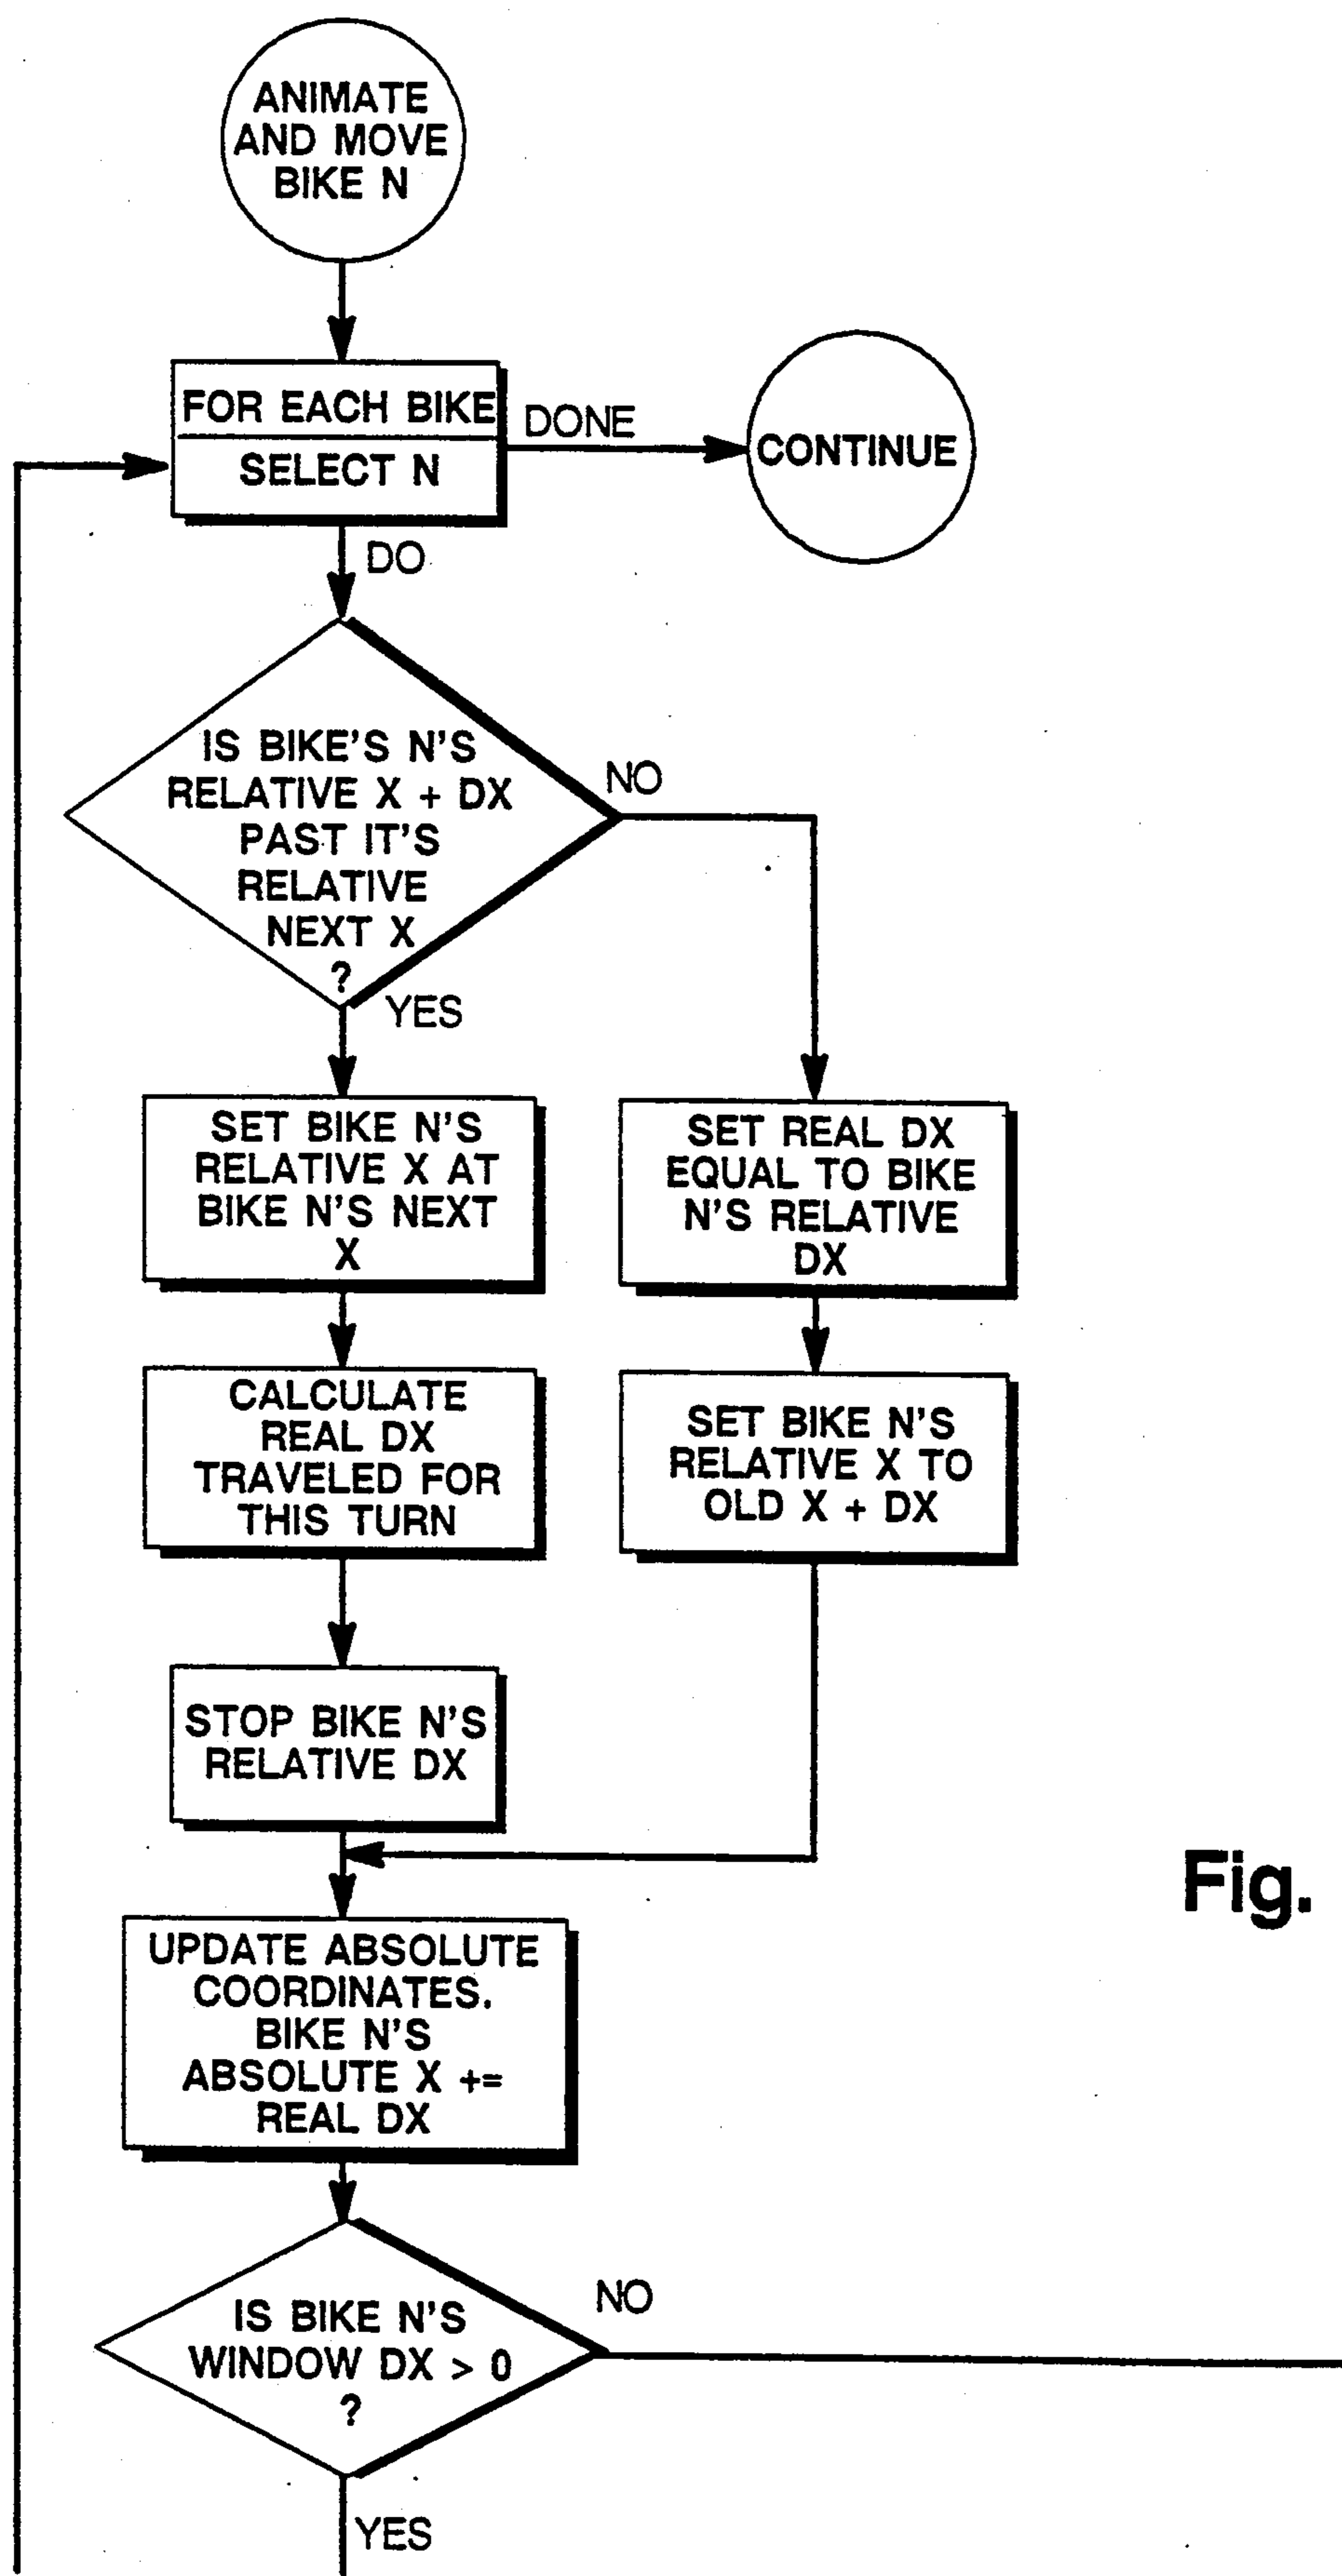 ANIMATE
AND MOVE
BIKE N
FOR EACH BIKE
SELECT N
DONE
CONTINUE
DO
IS BIKE'S N'S
RELATIVE X + DX
PAST IT'S
RELATIVE
NEXT X
?
NO
YES
SET BIKE N'S
RELATIVE X AT
BIKE N'S NEXT
X
SET REAL DX
EQUAL TO BIKE
N'S RELATIVE
DX
CALCULATE
REAL DX
TRAVELED FOR
THIS TURN
SET BIKE N'S
RELATIVE X TO
OLD X + DX
STOP BIKE N'S
RELATIVE DX
Fig.
UPDATE ABSOLUTE
COORDINATES.
BIKE N'S
ABSOLUTE X +=
REAL DX
IS BIKE N'S
WINDOW DX > 0
?
NO
YES